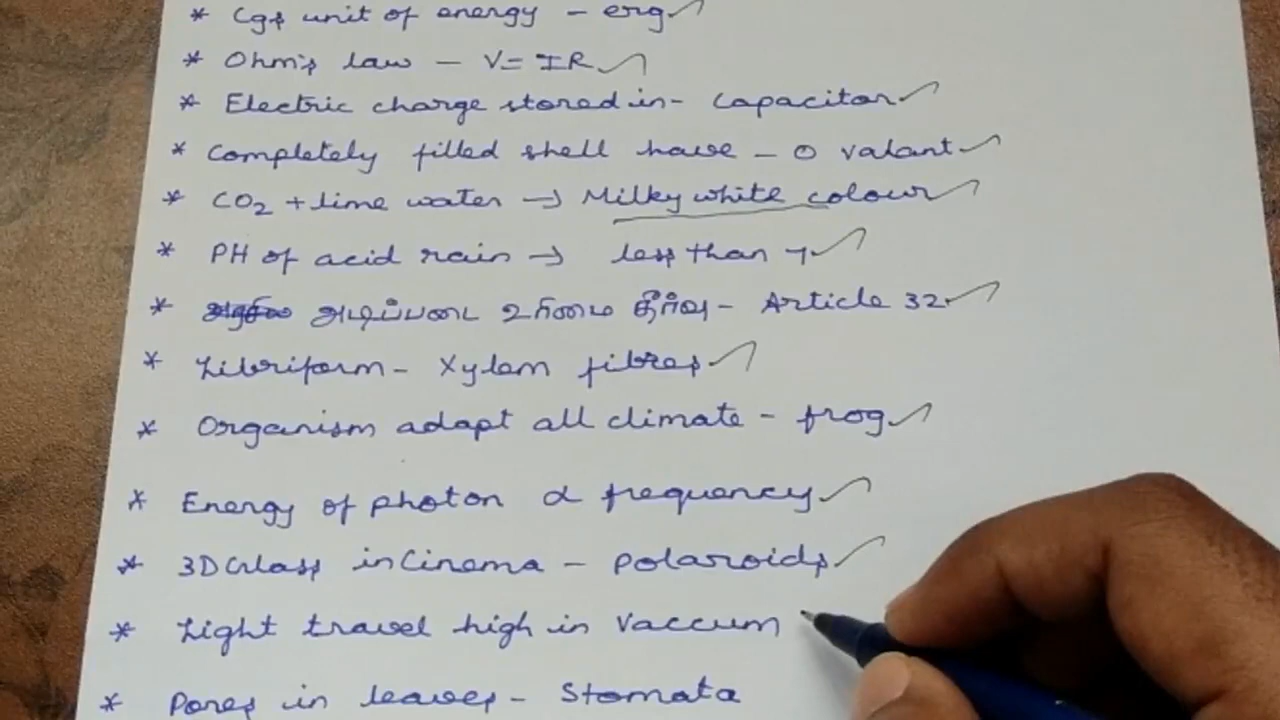 * Cgs unit of energy - erg
* Ohm's law - V = IR
* Electric charge stored in - Capacitor
* Completely filled shell have - 0 valant
* CO2 + lime water → Milky white colour
* PH of acid rain → less than 7
* அடிப்படை உரிமை தீர்வு - Article 32
* Libriform - Xylem fibres
* Organism adapt all climate - frog
* Energy of photon α frequency
* 3D Glass in Cinema - Polaroids
* Light travel high in Vaccum
* Pores in leaves - Stomata